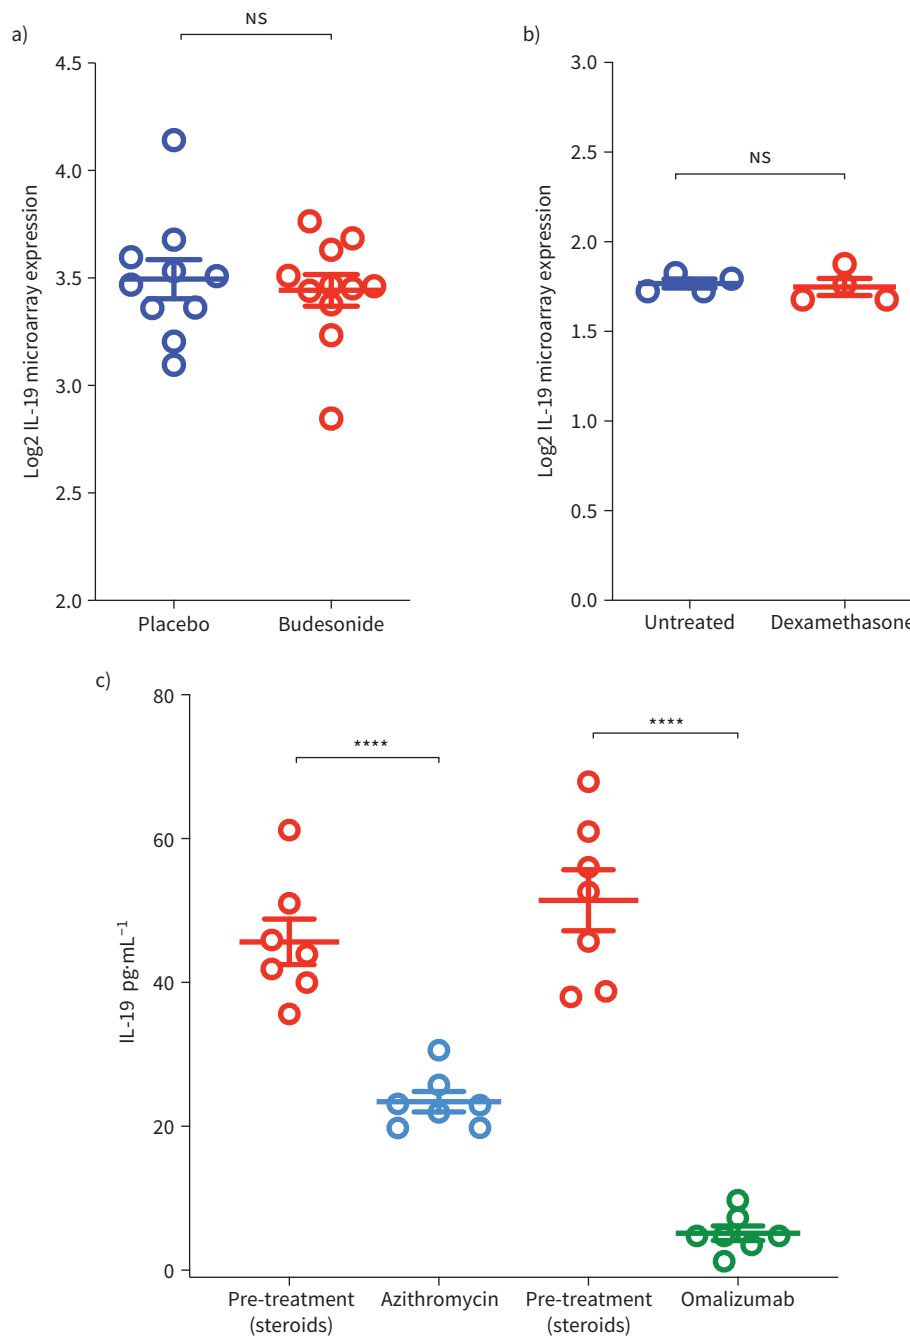 a)
NS
Log2 IL-19 microarray expression
4.5
4.0
3.5
3.0
2.5
2.0
Placebo
Budesonide
b)
NS
Log2 IL-19 microarray expression
3.0
2.5
2.0
1.5
1.0
0.5
0.0
Untreated
Dexamethasone
c)
****
****
IL-19 pg·mL⁻¹
80
60
40
20
0
Pre-treatment
(steroids)
Azithromycin
Pre-treatment
(steroids)
Omalizumab